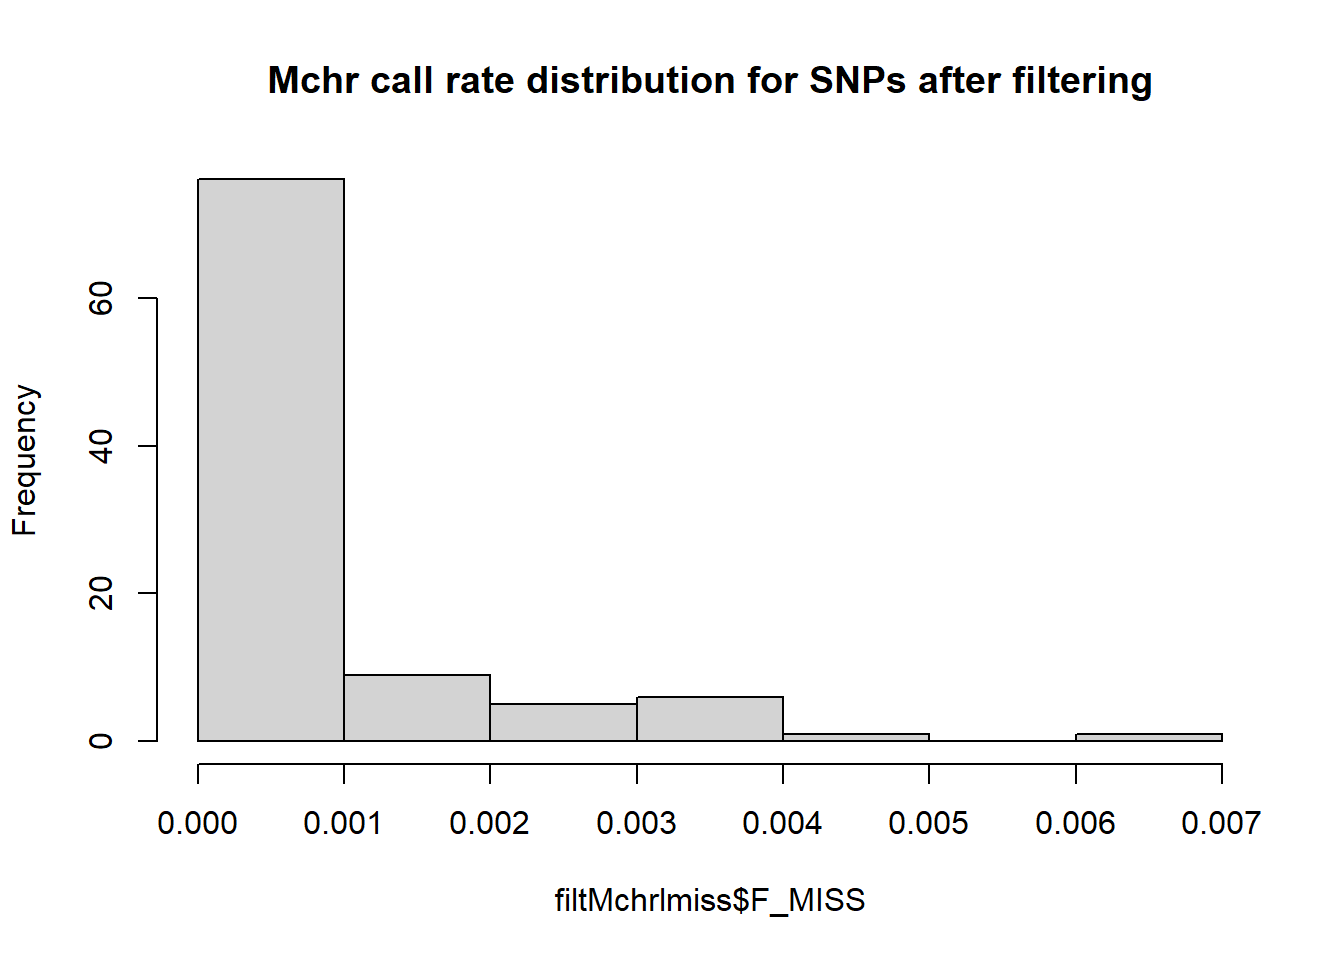 Mchr call rate distribution for SNPs after filtering
Frequency
60
40
20
0
0.000 0.001 0.002 0.003 0.004 0.005 0.006 0.007
filtMchrlmiss$F_MISS